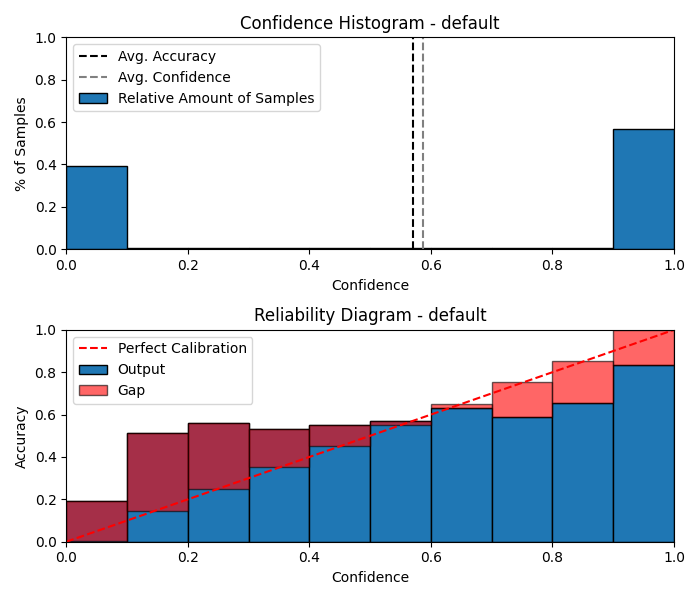 Confidence Histogram - default
1.0
0.8
0.6
0.4
0.2
0.0
% of Samples
Avg. Accuracy
Avg. Confidence
Relative Amount of Samples
0.0 0.2 0.4 0.6 0.8 1.0
Confidence
Reliability Diagram - default
1.0
0.8
0.6
0.4
0.2
0.0
Accuracy
Perfect Calibration
Output
Gap
0.0 0.2 0.4 0.6 0.8 1.0
Confidence